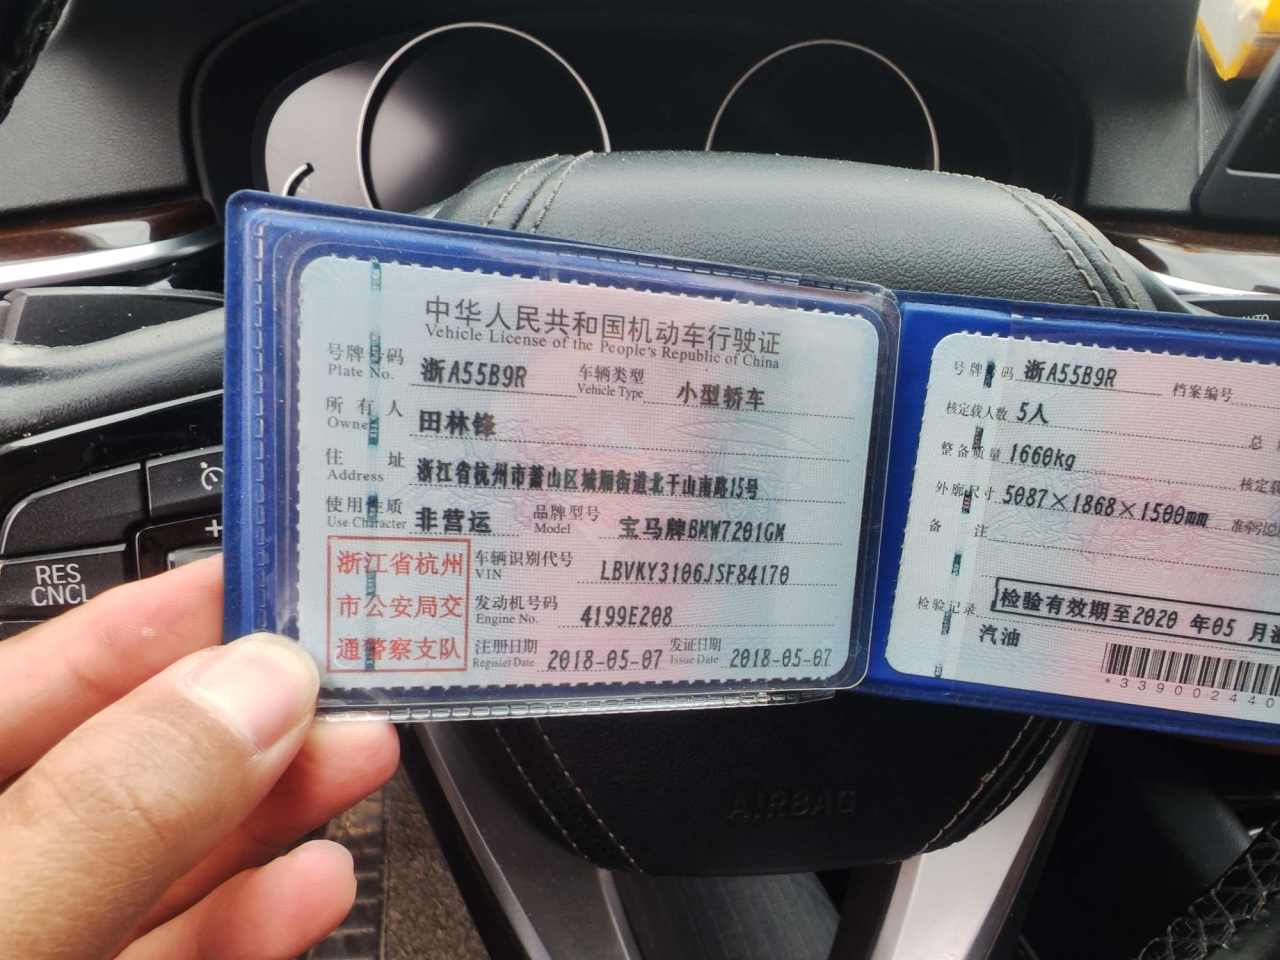 中华人民共和国机动车行驶证
Vehicle License of the People's Republic of China
号牌号码 浙A55B9R 车辆类型 小型轿车
Plate No. Vehicle Type
所有人 田林锋
Owner
住址 浙江省杭州市萧山区城厢街道北干山南路15号
Address
使用性质 非营运 品牌型号 宝马牌BMW7201GM
Use Character Model
浙江省杭州
市公安局交
通警察支队
车辆识别代号 LBVKY3106JSF84170
VIN
发动机号码 4199E208
Engine No.
注册日期 2018-05-07 发证日期 2018-05-07
Register Date Issue Date
号牌号码 浙A55B9R 档案编号
核定载人数 5人 总
整备质量 1660kg 核定载
外廓尺寸 5087×1868×1500mm 准牵
备注
检验记录 检验有效期至2020 年05 月
汽油
*339002440
RES
CNCL
+
AIRBAG
AUTO